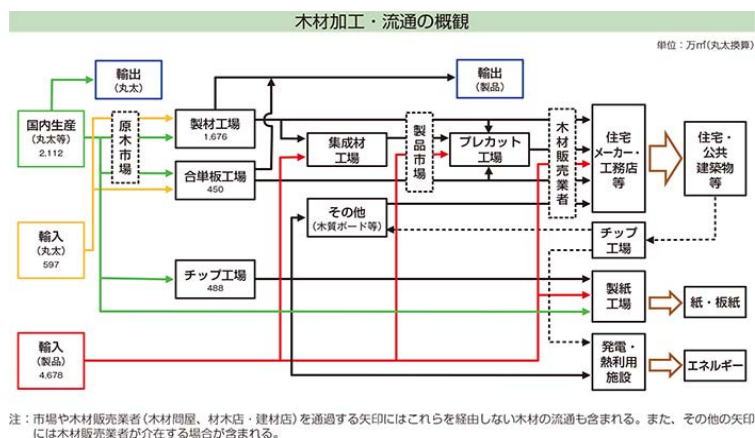 木材加工・流通の概観
単位：万㎥(丸太換算)
輸出
(丸太)
輸出
(製品)
国内生産
(丸太等)
2,112
原木市場
製材工場
1,676
合単板工場
450
集成材
工場
製品市場
プレカット
工場
木材販売業者
住宅
メーカー・
工務店
等
住宅・
公共
建築物
等
その他
(木質ボード等)
チップ
工場
輸入
(丸太)
597
チップ工場
488
製紙
工場
紙・板紙
輸入
(製品)
4,678
発電・
熱利用
施設
エネルギー
注：市場や木材販売業者(木材問屋、材木店・建材店)を通過する矢印にはこれらを経由しない木材の流通も含まれる。また、その他の矢印
には木材販売業者が介在する場合が含まれる。